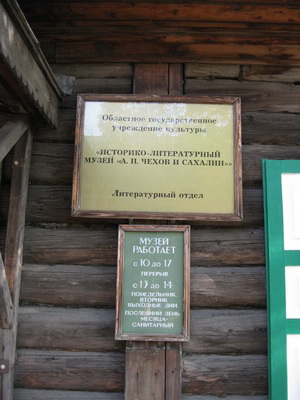 Областное государственное
учреждение культуры
«ИСТОРИКО-ЛИТЕРАТУРНЫЙ
МУЗЕЙ «А. П. ЧЕХОВ И САХАЛИН»»
Литературный отдел
МУЗЕЙ
РАБОТАЕТ
с 10 до 17
ПЕРЕРЫВ
с 13 до 14
ПОНЕДЕЛЬНИК,
ВТОРНИК
ВЫХОДНЫЕ ДНИ.
ПОСЛЕДНИЙ ДЕНЬ
МЕСЯЦА-
САНИТАРНЫЙ